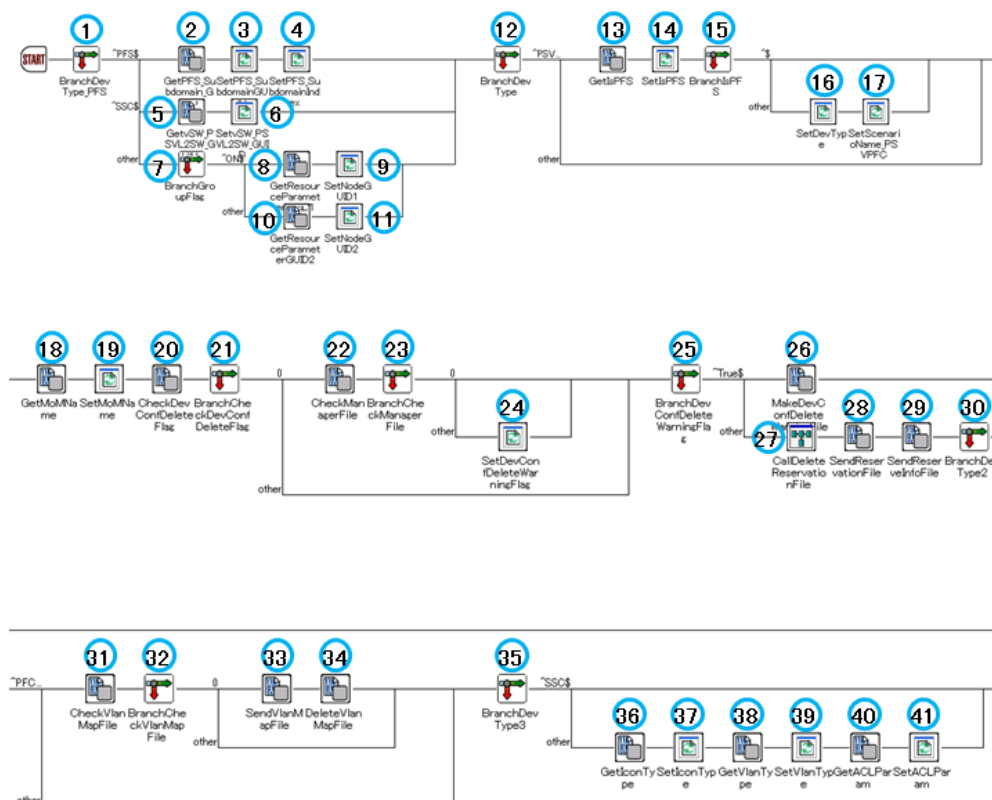 1 2 3 4 12 13 14 15
START ^PFS$ ^PSV... ^$
BranchDev GetPFS_Su SetPFS_Su SetPFS_Su BranchDev GetIsPFS SetIsPFS BranchIsPF
Type_PFS bdomain_G bdomainGU bdomainInd Type S
ex
16 17
^SSC$ 5 6 other
GetvSW_P SetvSW_PS SetDevTyp SetScenari
SVL2SW_G VL2SW_GUI e oName_PS
VPFC
other 7 ^ON$ 8 9 other
BranchGro GetResour SetNodeG
upFlag ceParamet UID1
other 10 11
GetResour SetNodeG
ceParamet UID2
erGUID2
18 19 20 21 22 23 25 26
0 0 ^True$
GetMoMNa SetMoMNa CheckDev BranchChe CheckMan BranchChe BranchDev MakeDevC
me me ConfDelete ckDevConf agerFile ckManager ConfDelete onfDelete
Flag DeleteFlag File WarningFla
g
24 28 29 30
other other 27
SetDevCon CallDelete SendReser SendReser BranchDev
fDeleteWar Reservatio vationFile veInfoFile Type2
ningFlag nFile
other
31 32 33 34 35
^PFC... 0 ^SSC$
CheckVlan BranchChe SendVlanM DeleteVlan BranchDev
MapFile ckVlanMap apFile MapFile Type3
File
36 37 38 39 40 41
other other
GetIconTy SetIconTyp GetVlanTy SetVlanTyp GetACLPar SetACLPar
pe e pe e am am
other